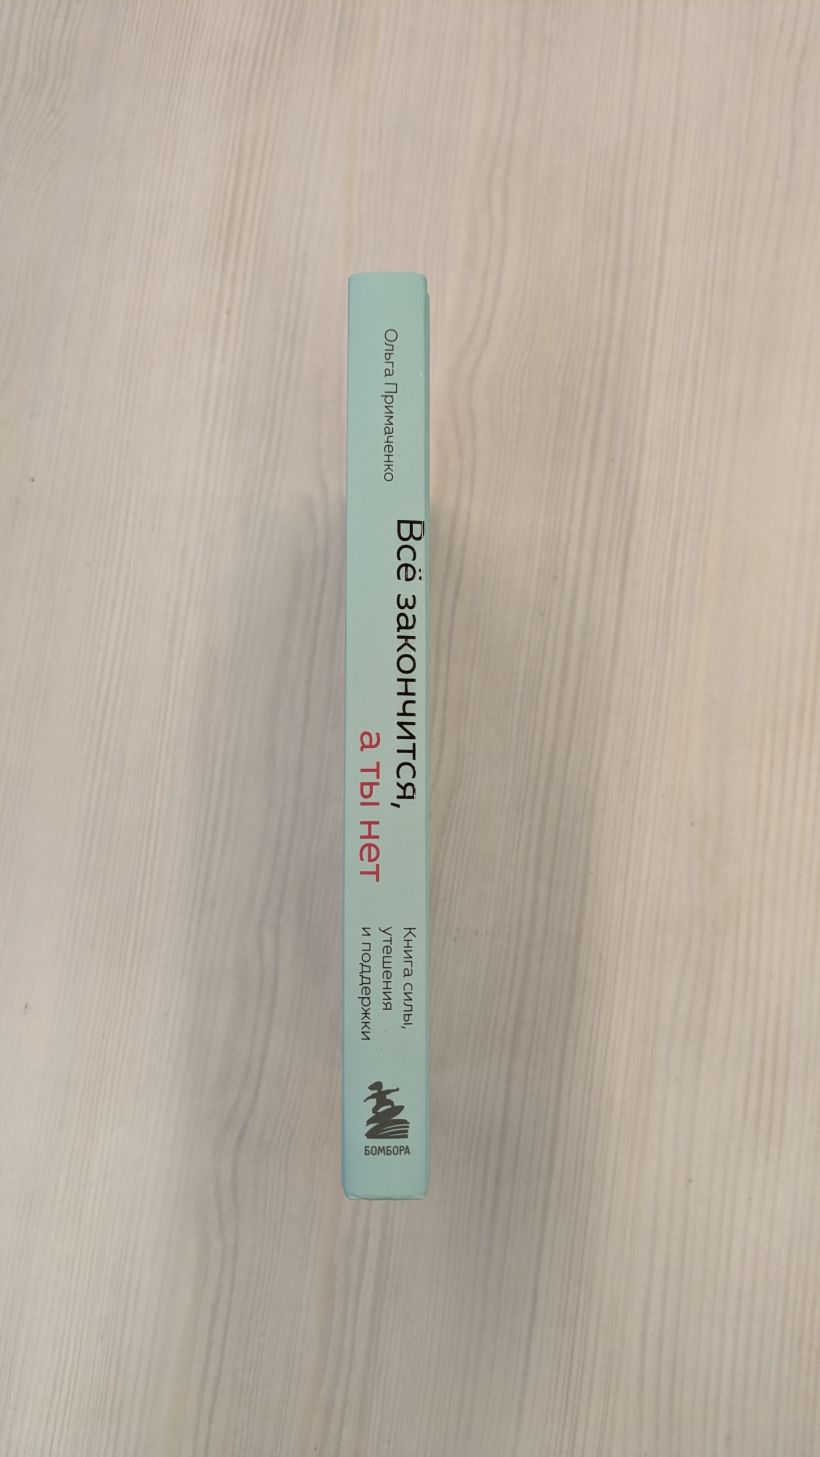 Ольга Примаченко
Всё закончится,
а ты нет
Книга силы,
утешения
и поддержки
БОМБОРА